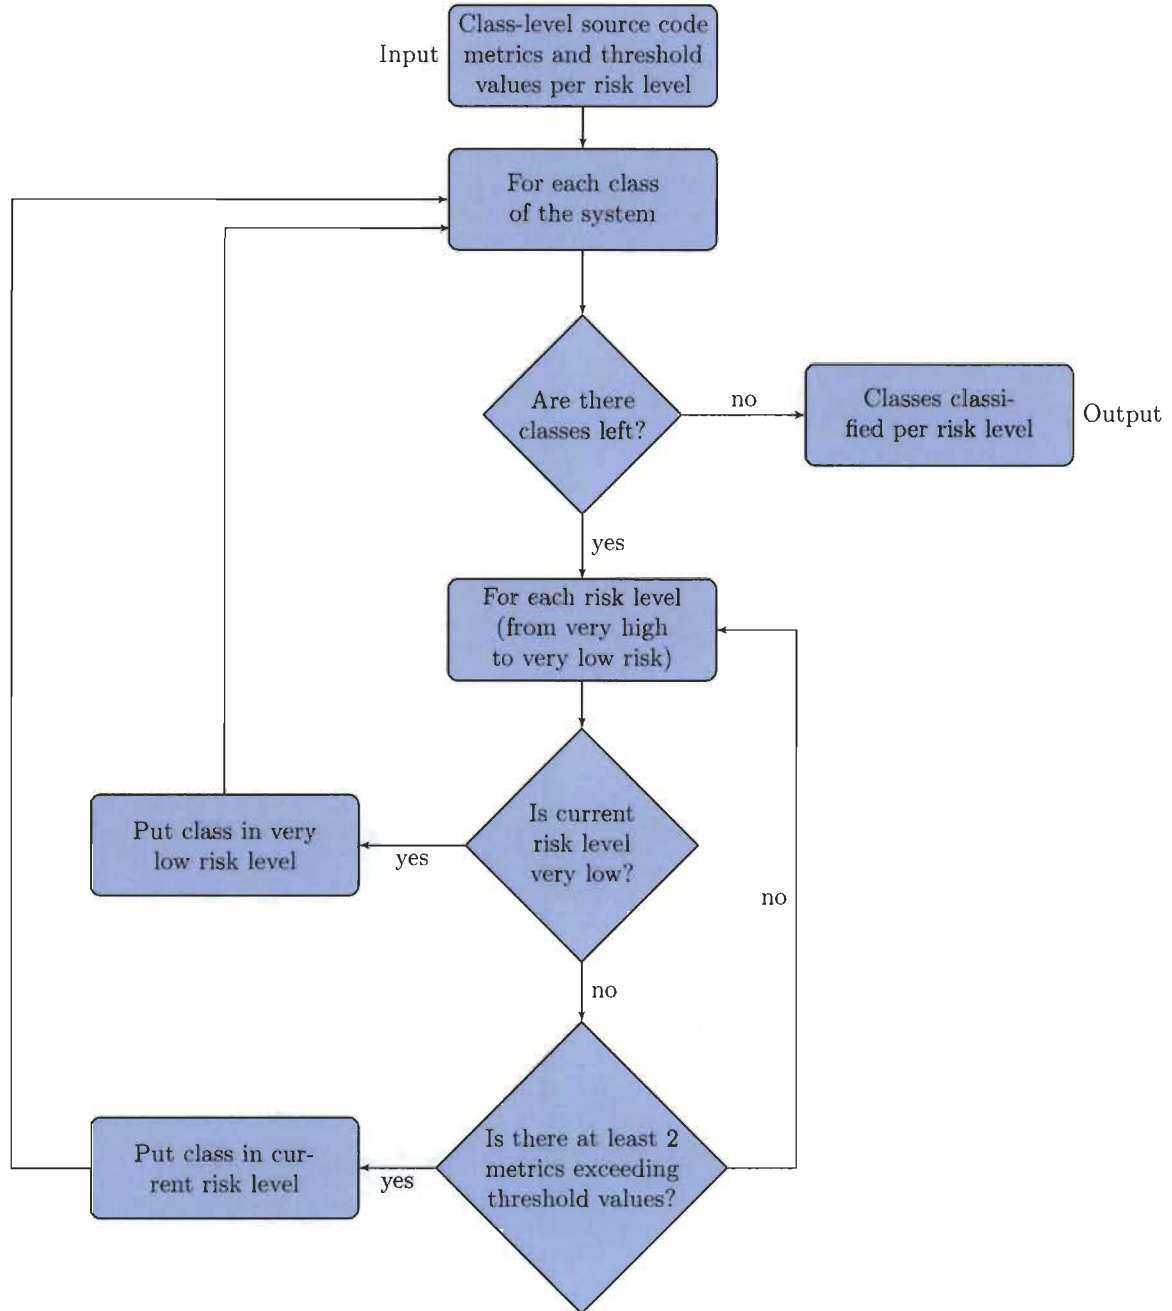 Input
Class-level source code
metrics and threshold
values per risk level
For each class
of the system
Are there
classes left?
no
Classes classi-
fied per risk level
Output
yes
For each risk level
(from very high
to very low risk)
Is current
risk level
very low?
yes
Put class in very
low risk level
no
no
Is there at least 2
metrics exceeding
threshold values?
yes
Put class in cur-
rent risk level